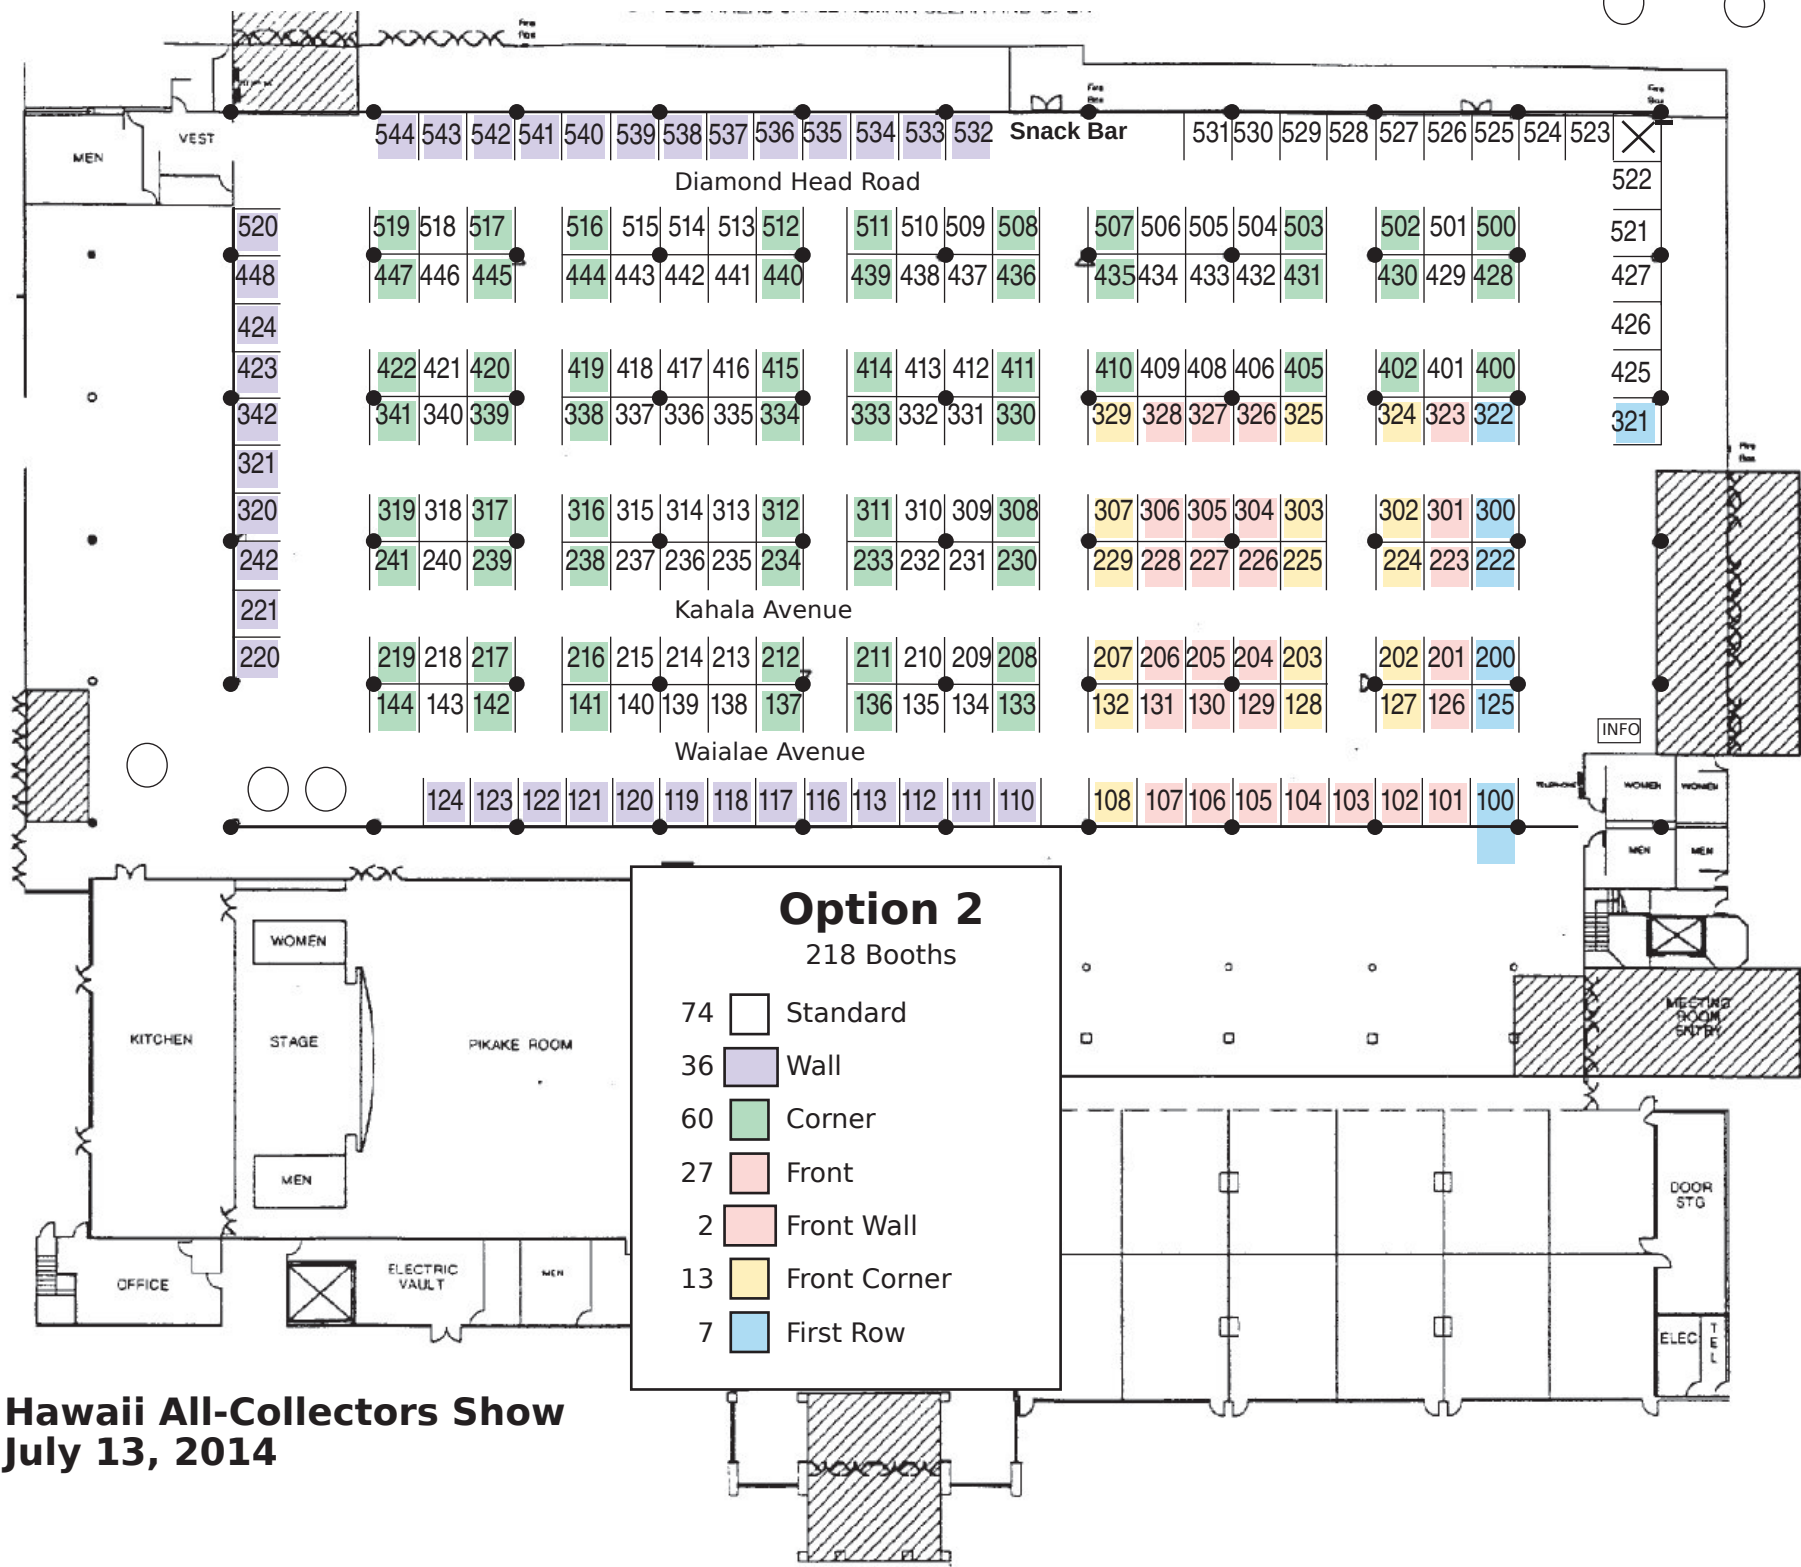 Fire Box
VEST
MEN
544 543 542 541 540 539 538 537 536 535 534 533 532 Snack Bar 531 530 529 528 527 526 525 524 523
Fire Box
Fire Box
522
Diamond Head Road
520 519 518 517 516 515 514 513 512 511 510 509 508 507 506 505 504 503 502 501 500 521
448 447 446 445 444 443 442 441 440 439 438 437 436 435 434 433 432 431 430 429 428 427
424 426
423 422 421 420 419 418 417 416 415 414 413 412 411 410 409 408 406 405 402 401 400 425
342 341 340 339 338 337 336 335 334 333 332 331 330 329 328 327 326 325 324 323 322 321
321
Fire Box
320 319 318 317 316 315 314 313 312 311 310 309 308 307 306 305 304 303 302 301 300
242 241 240 239 238 237 236 235 234 233 232 231 230 229 228 227 226 225 224 223 222
221
Kahala Avenue
220 219 218 217 216 215 214 213 212 211 210 209 208 207 206 205 204 203 202 201 200
144 143 142 141 140 139 138 137 136 135 134 133 132 131 130 129 128 127 126 125
INFO
Waialae Avenue
TELEPHONE
WOMEN
WOMEN
124 123 122 121 120 119 118 117 116 113 112 111 110 108 107 106 105 104 103 102 101 100
MEN
MEN
Option 2
218 Booths
74 Standard
36 Wall
60 Corner
27 Front
2 Front Wall
13 Front Corner
7 First Row
WOMEN
KITCHEN
STAGE
PIKAKE ROOM
MEETING
ROOM
ENTRY
MEN
DOOR
STG
OFFICE
ELECTRIC
VAULT
MEN
ELEC
TEL
Hawaii All-Collectors Show
July 13, 2014